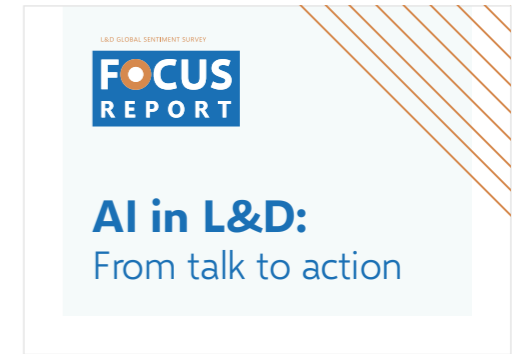 L&D GLOBAL SENTIMENT SURVEY
FOCUS
REPORT
AI in L&D:
From talk to action